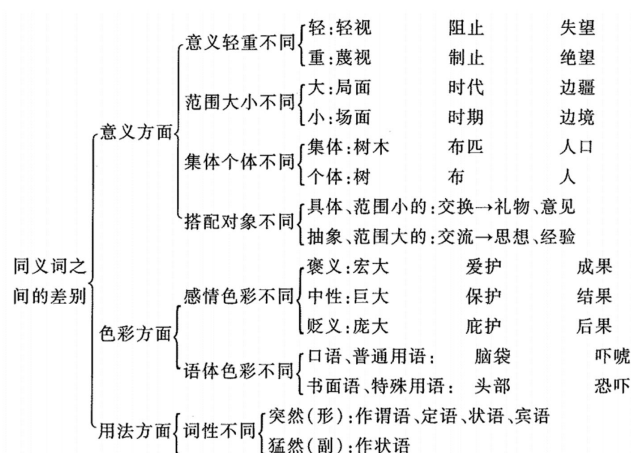 轻:轻视 阻止 失望
意义轻重不同
重:蔑视 制止 绝望
大:局面 时代 边疆
范围大小不同
小:场面 时期 边境
意义方面
集体:树木 布匹 人口
集体个体不同
个体:树 布 人
具体、范围小的:交换→礼物、意见
搭配对象不同
抽象、范围大的:交流→思想、经验
同义词之
间的差别
褒义:宏大 爱护 成果
感情色彩不同 中性:巨大 保护 结果
贬义:庞大 庇护 后果
色彩方面
口语、普通用语: 脑袋 吓唬
语体色彩不同
书面语、特殊用语: 头部 恐吓
突然(形):作谓语、定语、状语、宾语
用法方面 词性不同
猛然(副):作状语